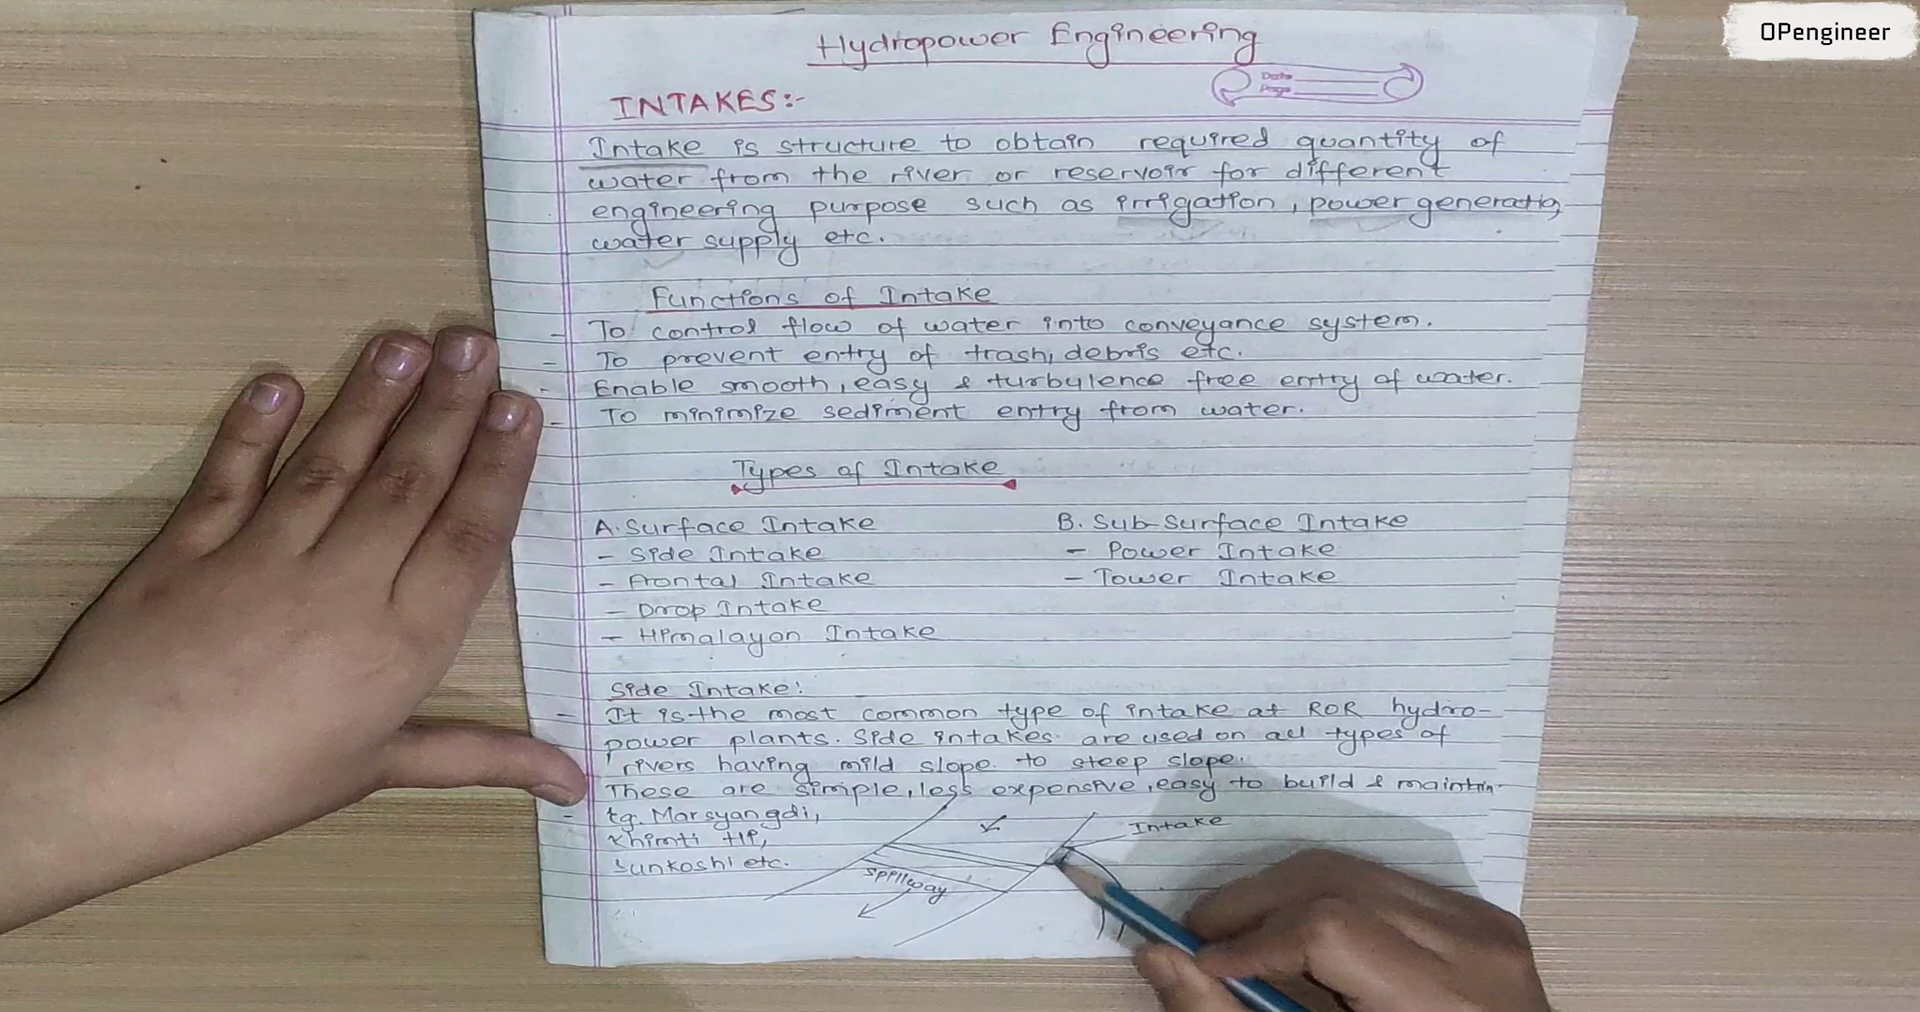 OPengineer
Hydropower Engineering
Date
Page
INTAKES:-
Intake is structure to obtain required quantity of
water from the river or reservoir for different
engineering purpose such as irrigation, power generatio
water supply etc.
Functions of Intake
- To control flow of water into conveyance system.
- To prevent entry of trash, debris etc.
- Enable smooth, easy & turbulence free entry of water.
- To minimize sediment entry from water.
Types of Intake
A. Surface Intake
- Side Intake
- Frontal Intake
- Drop Intake
- Himalayan Intake
B. Sub-Surface Intake
- Power Intake
- Tower Intake
Side Intake:
- It is the most common type of intake at ROR hydro-
power plants. Side intakes are used on all types of
rivers having mild slope to steep slope.
These are simple, less expensive, easy to build & maintain.
- Eg. Marsyangdi,
Khimti HP,
Sunkoshi etc.
Intake
Spillway